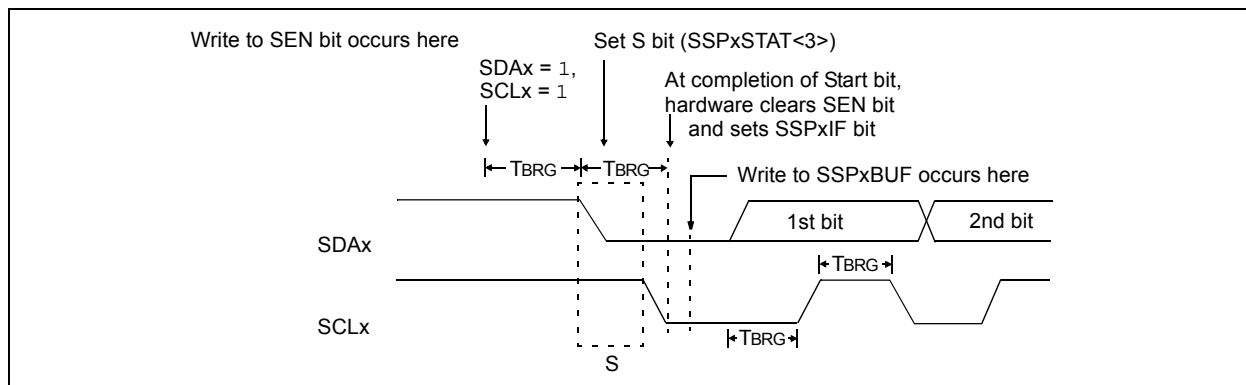 Write to SEN bit occurs here
Set S bit (SSPxSTAT<3>)
SDAx = 1,
SCLx = 1
At completion of Start bit,
hardware clears SEN bit
and sets SSPxIF bit
TBRG
TBRG
Write to SSPxBUF occurs here
SDAx
1st bit
2nd bit
TBRG
SCLx
TBRG
S